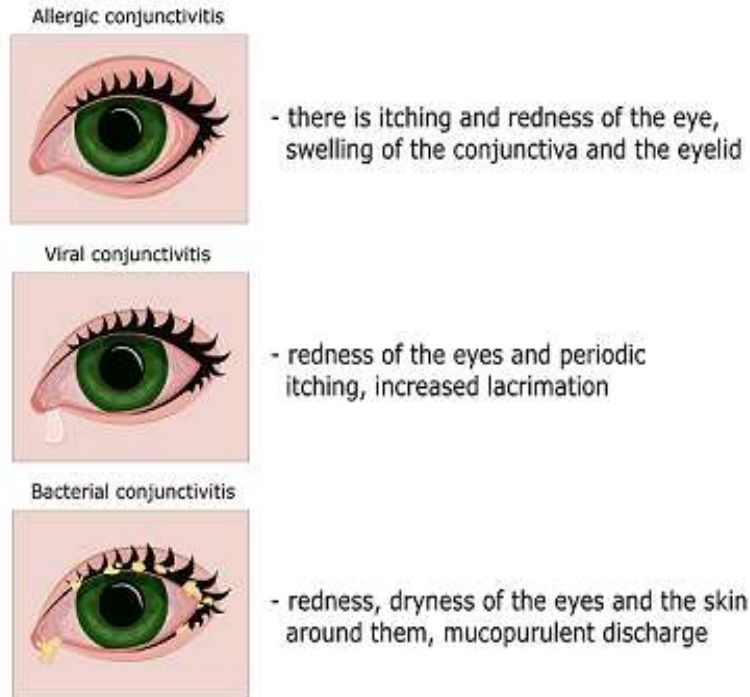 Allergic conjunctivitis
- there is itching and redness of the eye,
swelling of the conjunctiva and the eyelid
Viral conjunctivitis
- redness of the eyes and periodic
itching, increased lacrimation
Bacterial conjunctivitis
- redness, dryness of the eyes and the skin
around them, mucopurulent discharge